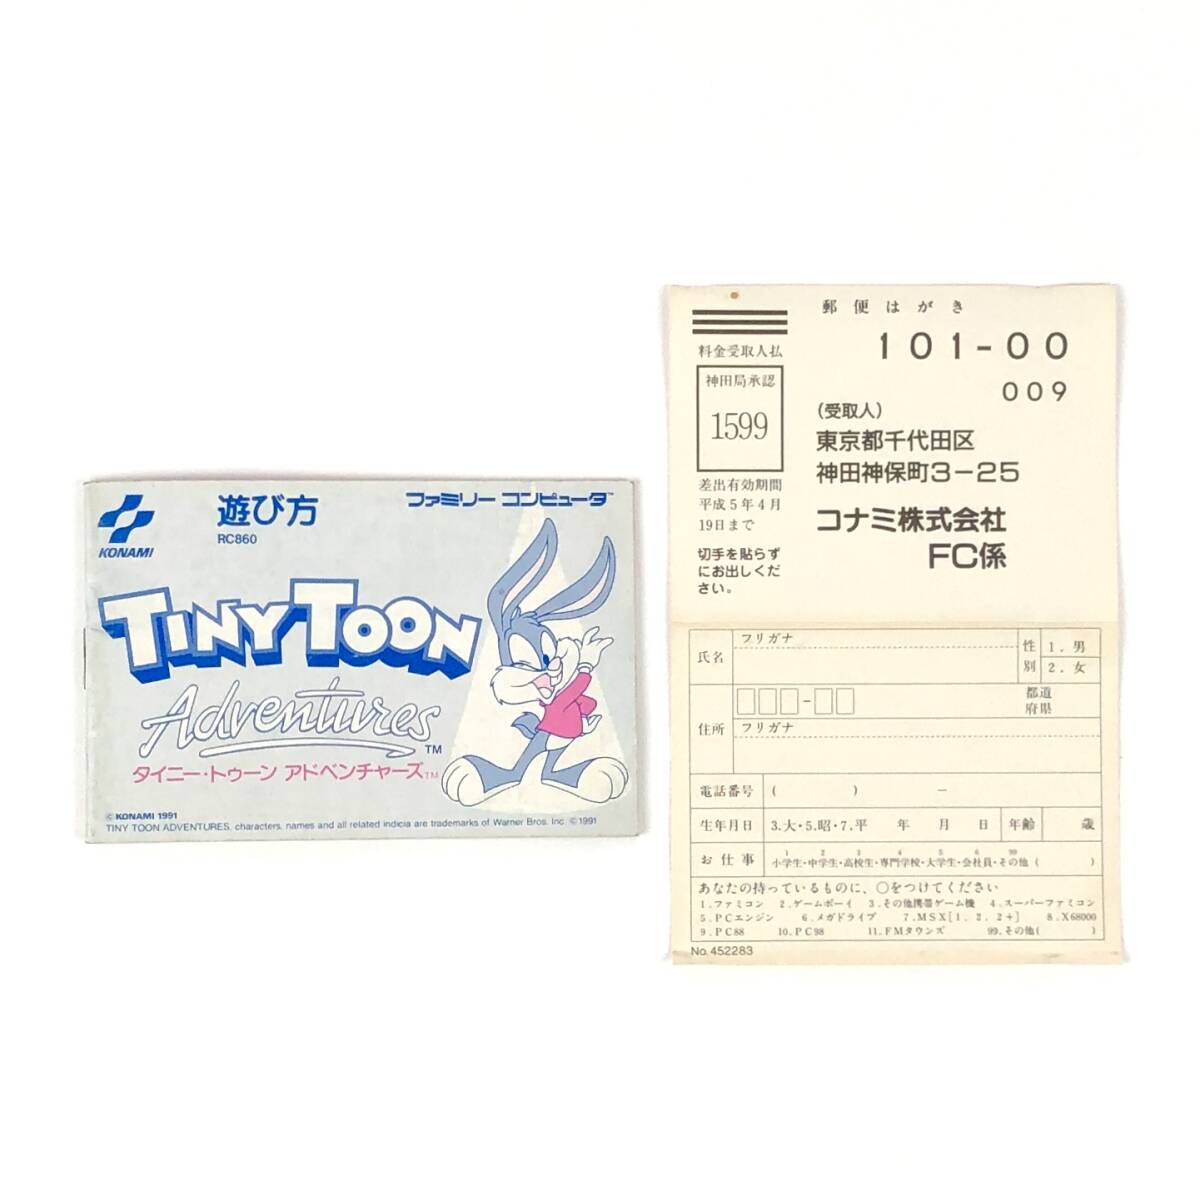 KONAMI
遊び方
RC860
ファミリー コンピュータ™
TINY TOON
Adventures™
タイニー・トゥーン アドベンチャーズ™
© KONAMI 1991
TINY TOON ADVENTURES, characters, names and all related indicia are trademarks of Warner Bros. Inc. ©1991
郵便はがき
料金受取人払
神田局承認
1599
差出有効期間
平成5年4月
19日まで
切手を貼らず
にお出しくだ
さい。
101-00
009
(受取人)
東京都千代田区
神田神保町3-25
コナミ株式会社
FC係
氏名
フリガナ
性別
1.男
2.女
住所
-
都道
府県
フリガナ
電話番号 ( ) -
生年月日 3.大・5.昭・7.平 年 月 日 年齢 歳
お仕事
1 2 3 4 5 6 99
小学生・中学生・高校生・専門学校・大学生・会社員・その他( )
あなたの持っているものに、○をつけてください
1.ファミコン 2.ゲームボーイ 3.その他携帯ゲーム機 4.スーパーファミコン
5.PCエンジン 6.メガドライブ 7.MSX[1.2.2+] 8.X68000
9.PC88 10.PC98 11.FMタウンズ 99.その他( )
No.452283